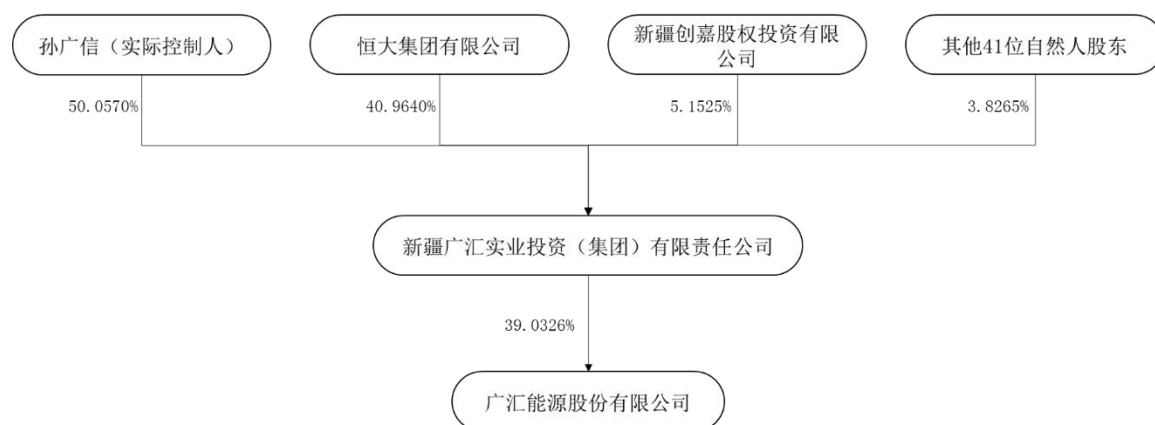 孙广信（实际控制人）
恒大集团有限公司
新疆创嘉股权投资有限
公司
其他41位自然人股东
50.0570%
40.9640%
5.1525%
3.8265%
新疆广汇实业投资（集团）有限责任公司
39.0326%
广汇能源股份有限公司